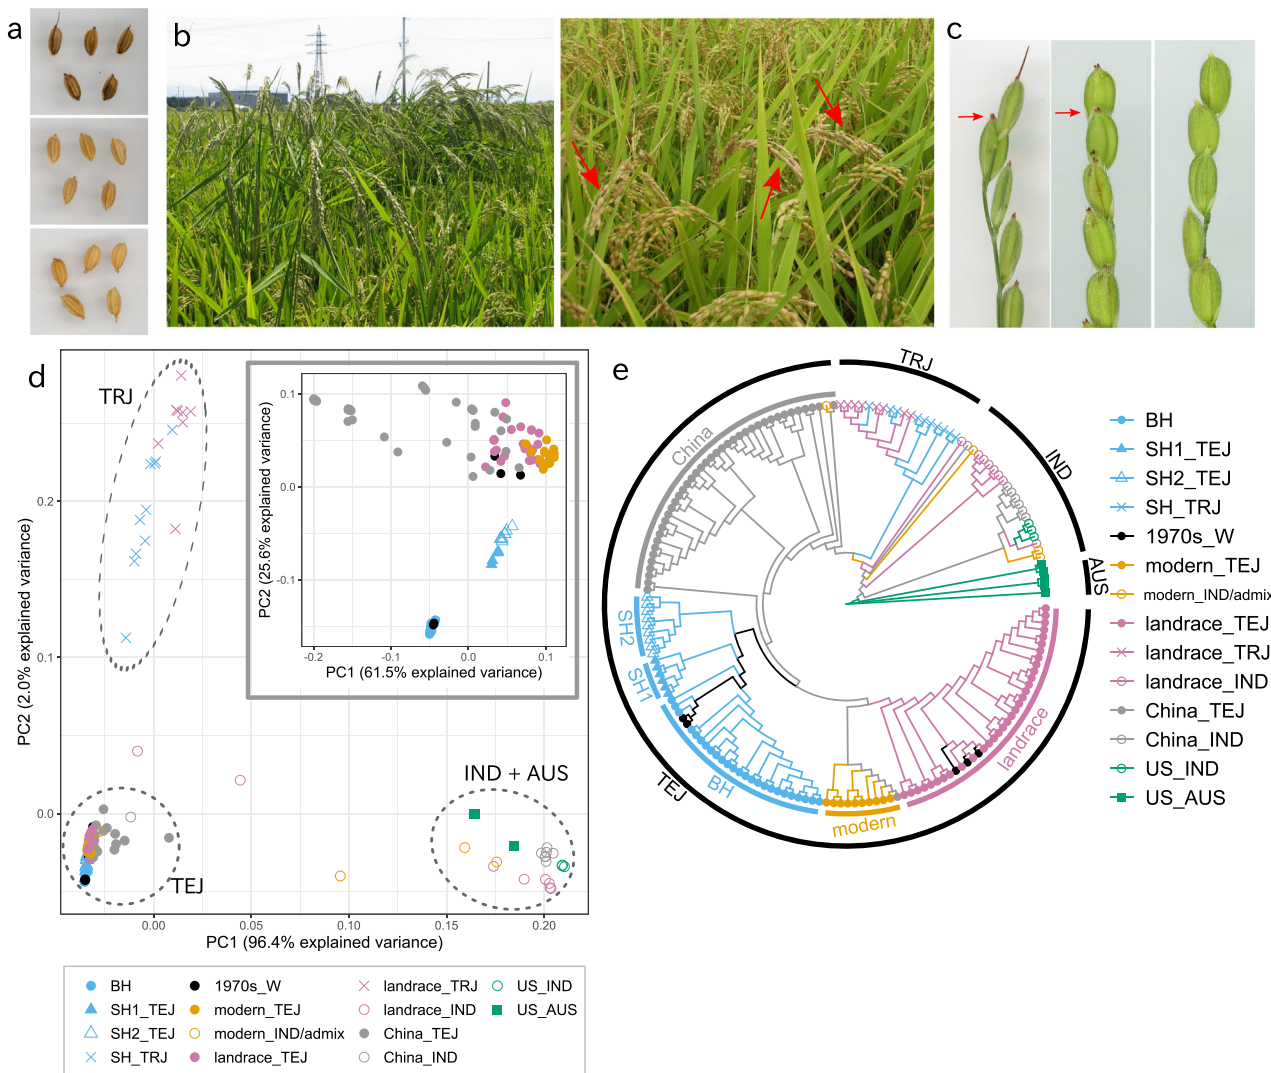 a
b
c
d
TRJ
IND + AUS
TEJ
0.2
0.1
0.0
0.00
0.05
0.10
0.15
0.20
PC1 (96.4% explained variance)
PC2 (2.0% explained variance)
0.1
0.0
-0.1
-0.2
-0.1
0.0
0.1
PC1 (61.5% explained variance)
PC2 (25.6% explained variance)
BH
SH1_TEJ
SH2_TEJ
SH_TRJ
1970s_W
modern_TEJ
modern_IND/admix
landrace_TEJ
landrace_TRJ
landrace_IND
China_TEJ
China_IND
US_IND
US_AUS
e
TRJ
IND
AUS
TEJ
China
SH2
SH1
BH
modern
landrace
BH
SH1_TEJ
SH2_TEJ
SH_TRJ
1970s_W
modern_TEJ
modern_IND/admix
landrace_TEJ
landrace_TRJ
landrace_IND
China_TEJ
China_IND
US_IND
US_AUS